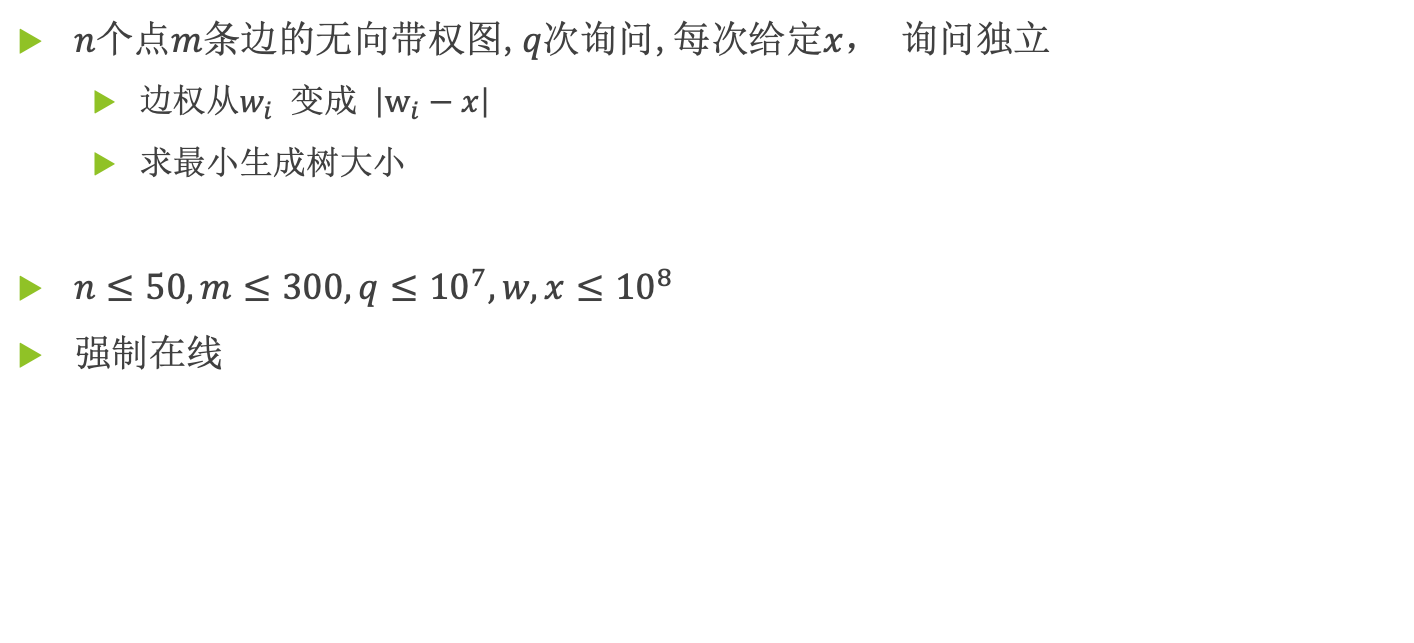 n个点m条边的无向带权图, q次询问, 每次给定x， 询问独立
边权从wᵢ 变成 |wᵢ − x|
求最小生成树大小
n ≤ 50, m ≤ 300, q ≤ 10⁷, w, x ≤ 10⁸
强制在线